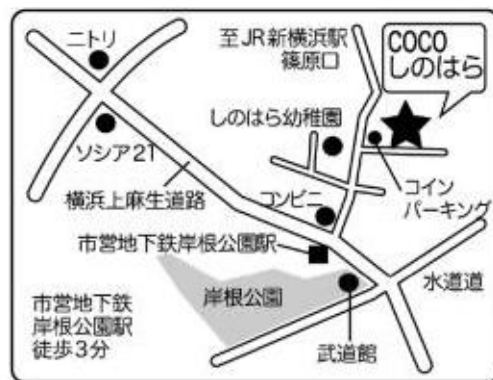 ニトリ
至JR新横浜駅
篠原口
COCO
しのはら
しのはら幼稚園
ソシア21
横浜上麻生道路
コンビニ
コイン
パーキング
市営地下鉄岸根公園駅
岸根公園
水道道
武道館
市営地下鉄
岸根公園駅
徒歩3分